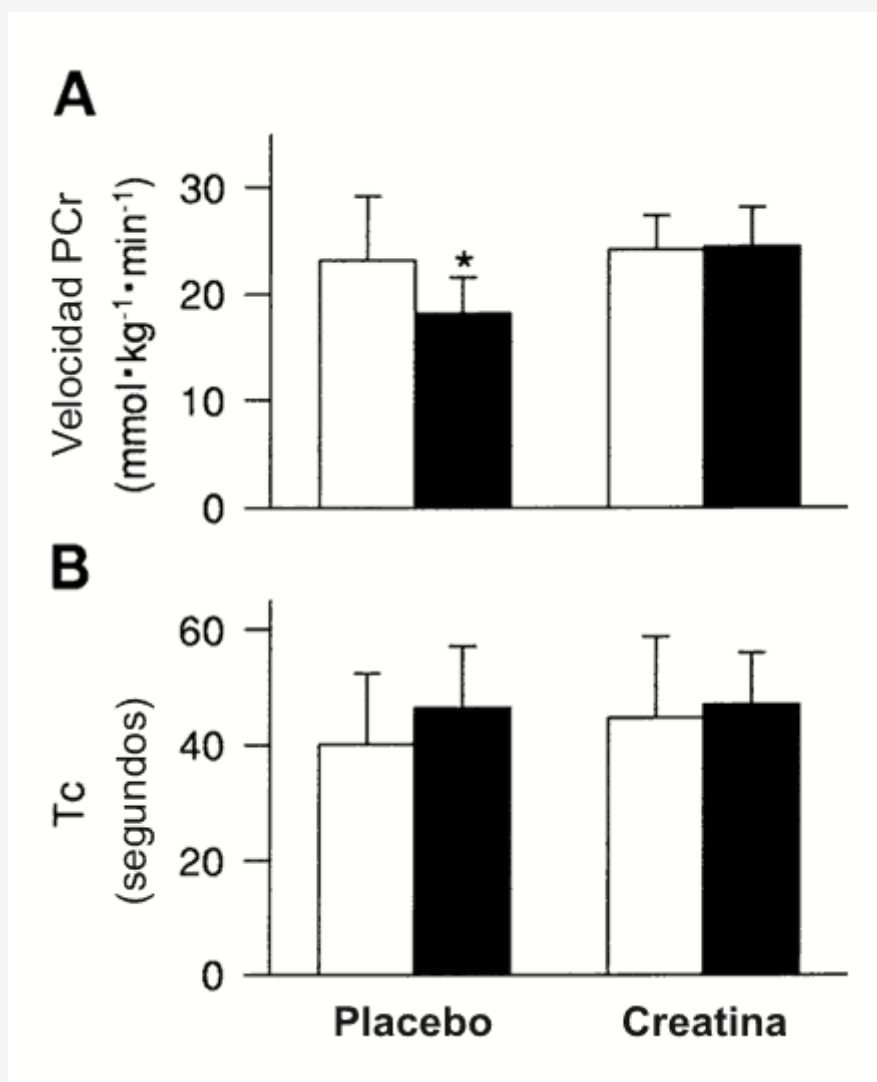 A
Velocidad PCr
(mmol·kg⁻¹·min⁻¹)
30
20
10
0
*
B
Tc
(segundos)
60
40
20
0
Placebo Creatina